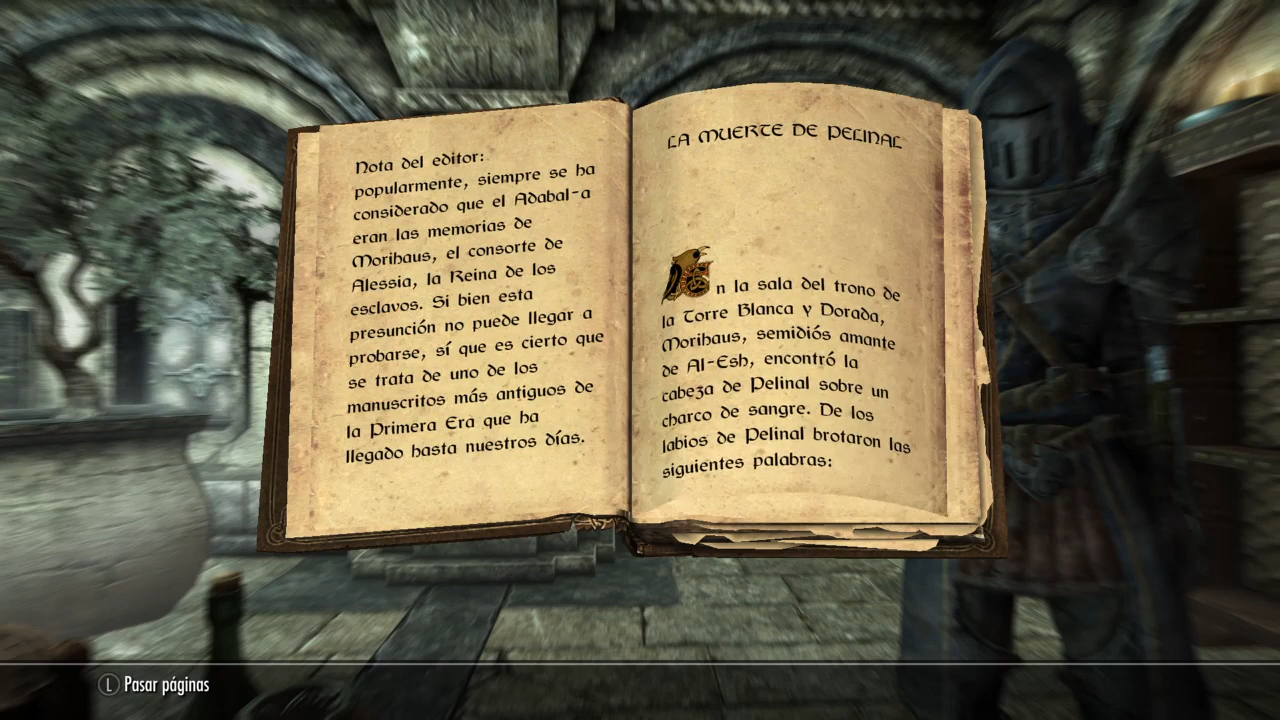 Nota del editor:
popularmente, siempre se ha
considerado que el Adabal-a
eran las memorias de
Morihaus, el consorte de
Alessia, la Reina de los
esclavos. Si bien esta
presunción no puede llegar a
probarse, sí que es cierto que
se trata de uno de los
manuscritos más antiguos de
la Primera Era que ha
llegado hasta nuestros días.
LA MUERTE DE PELINAL
En la sala del trono de
la Torre Blanca y Dorada,
Morihaus, semidiós amante
de Al-Esh, encontró la
cabeza de Pelinal sobre un
charco de sangre. De los
labios de Pelinal brotaron las
siguientes palabras:
L Pasar páginas